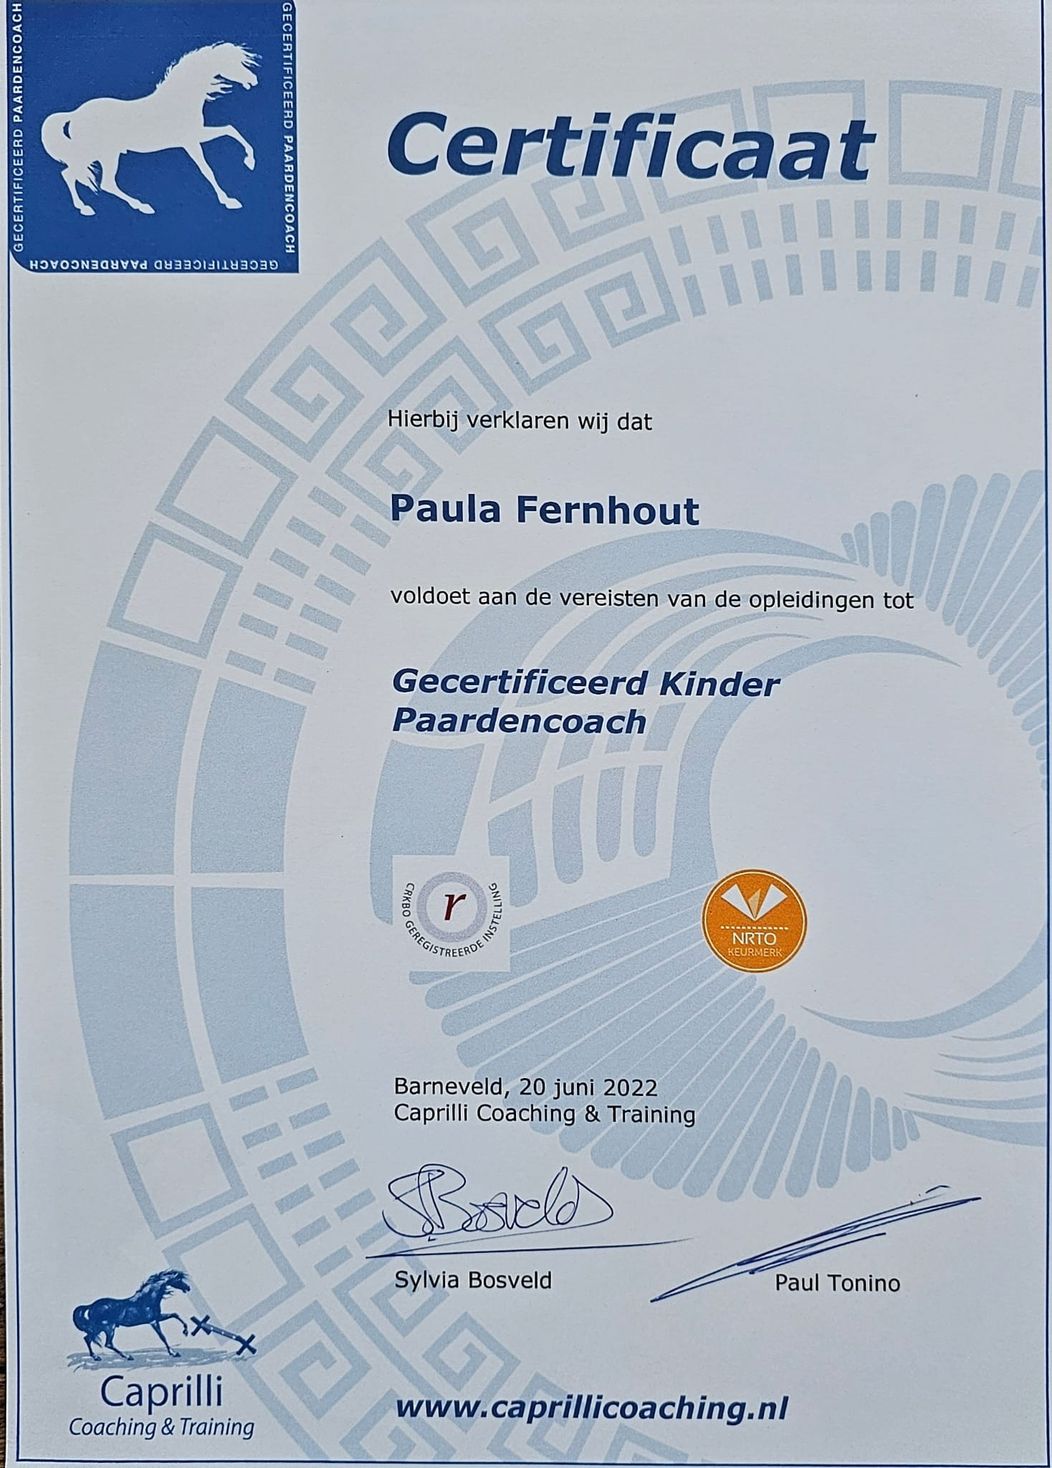 GECERTIFICEERD PAARDENCOACH
GECERTIFICEERD PAARDENCOACH
GECERTIFICEERD PAARDENCOACH
Certificaat
Hierbij verklaren wij dat
Paula Fernhout
voldoet aan de vereisten van de opleidingen tot
Gecertificeerd Kinder
Paardencoach
r
CRKBO GEREGISTREERDE INSTELLING
NRTO
KEURMERK
Barneveld, 20 juni 2022
Caprilli Coaching & Training
S. Bosveld
Sylvia Bosveld
Paul Tonino
Caprilli
Coaching & Training
www.caprillicoaching.nl